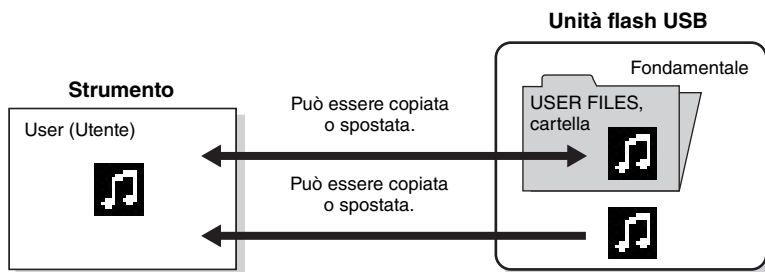 Unità flash USB
Fondamentale
Strumento
User (Utente)
Può essere copiata
o spostata.
USER FILES,
cartella
Può essere copiata
o spostata.